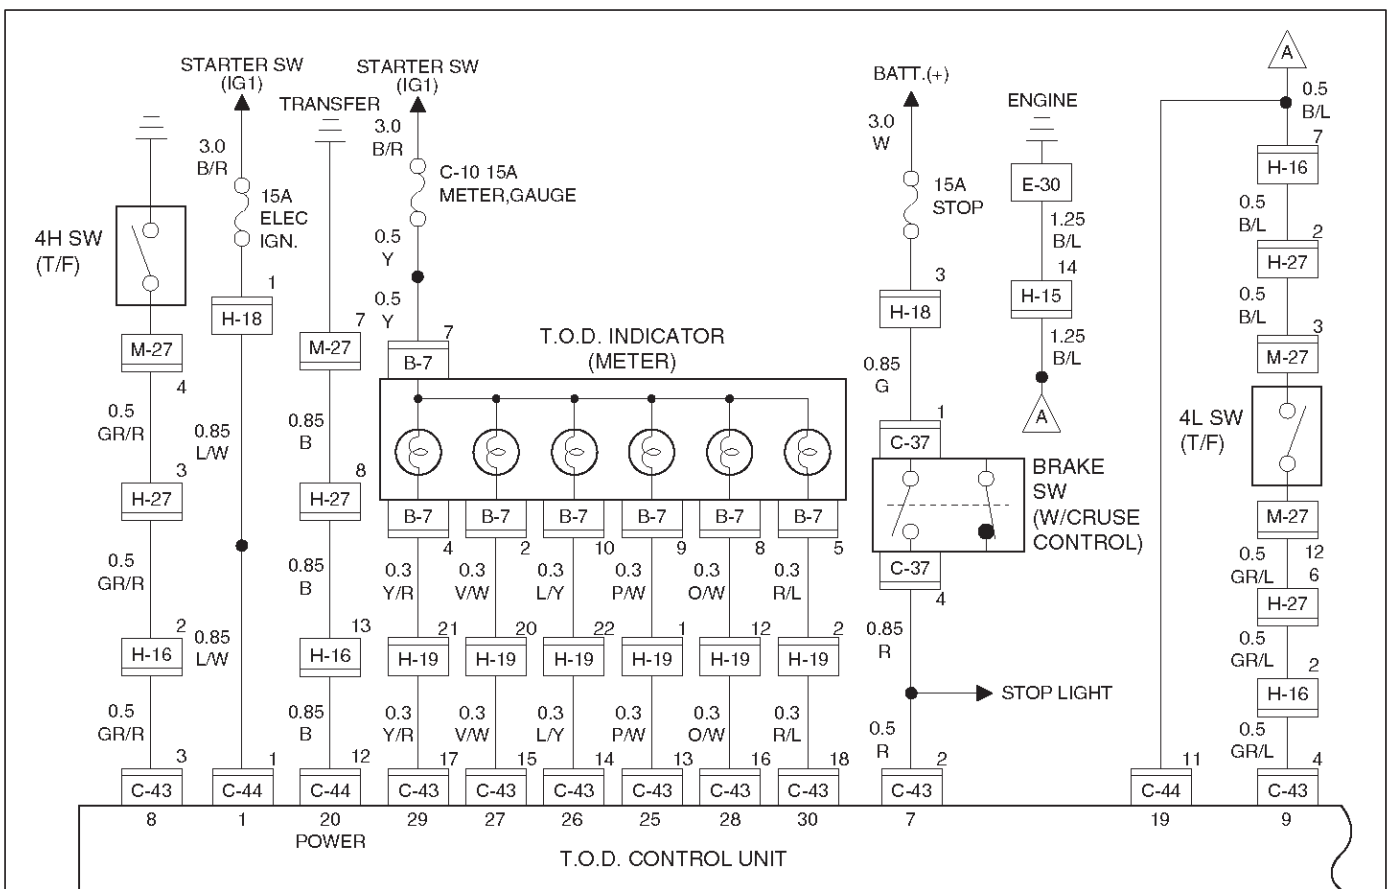 STARTER SW
(IG1)
STARTER SW
(IG1)
BATT.(+)
ENGINE
A
TRANSFER
3.0
B/R
3.0
B/R
3.0
W
0.5
B/L
7
H-16
15A
ELEC
IGN.
C-10 15A
METER,GAUGE
15A
STOP
E-30
4H SW
(T/F)
0.5
Y
1.25
B/L
0.5
B/L
2
H-27
1
H-18
0.5
Y
3
H-18
14
H-15
0.5
B/L
7
M-27
M-27
4
7
B-7
T.O.D. INDICATOR
(METER)
0.85
G
1.25
B/L
A
3
M-27
0.5
GR/R
0.85
L/W
0.85
B
1
C-37
4L SW
(T/F)
3
H-27
8
H-27
BRAKE
SW
(W/CRUSE
CONTROL)
B-7
B-7
B-7
B-7
B-7
B-7
4
2
10
9
8
5
C-37
4
M-27
12
0.5
GR/R
0.85
B
0.3
Y/R
0.3
V/W
0.3
L/Y
0.3
P/W
0.3
O/W
0.3
R/L
0.5
GR/L
6
H-27
2
H-16
0.85
L/W
13
H-16
21
H-19
20
H-19
22
H-19
1
H-19
12
H-19
2
H-19
0.85
R
0.5
GR/L
2
H-16
STOP LIGHT
0.5
GR/R
0.85
B
0.3
Y/R
0.3
V/W
0.3
L/Y
0.3
P/W
0.3
O/W
0.3
R/L
0.5
R
0.5
GR/L
3
1
12
17
15
14
13
16
18
2
11
4
C-43
C-44
C-44
C-43
C-43
C-43
C-43
C-43
C-43
C-43
C-44
C-43
8
1
20
29
27
26
25
28
30
7
19
9
POWER
T.O.D. CONTROL UNIT